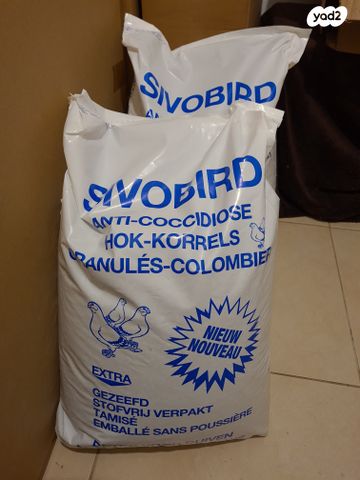 yad2
SIVOBIRD
SIVOBIRD
ANTI-COCCIDIOSE
HOK-KORRELS
GRANULÉS-COLOMBIER
NIEUW
NOUVEAU
EXTRA
GEZEEFD
STOFVRIJ VERPAKT
TAMISÉ
EMBALLÉ SANS POUSSIÈRE